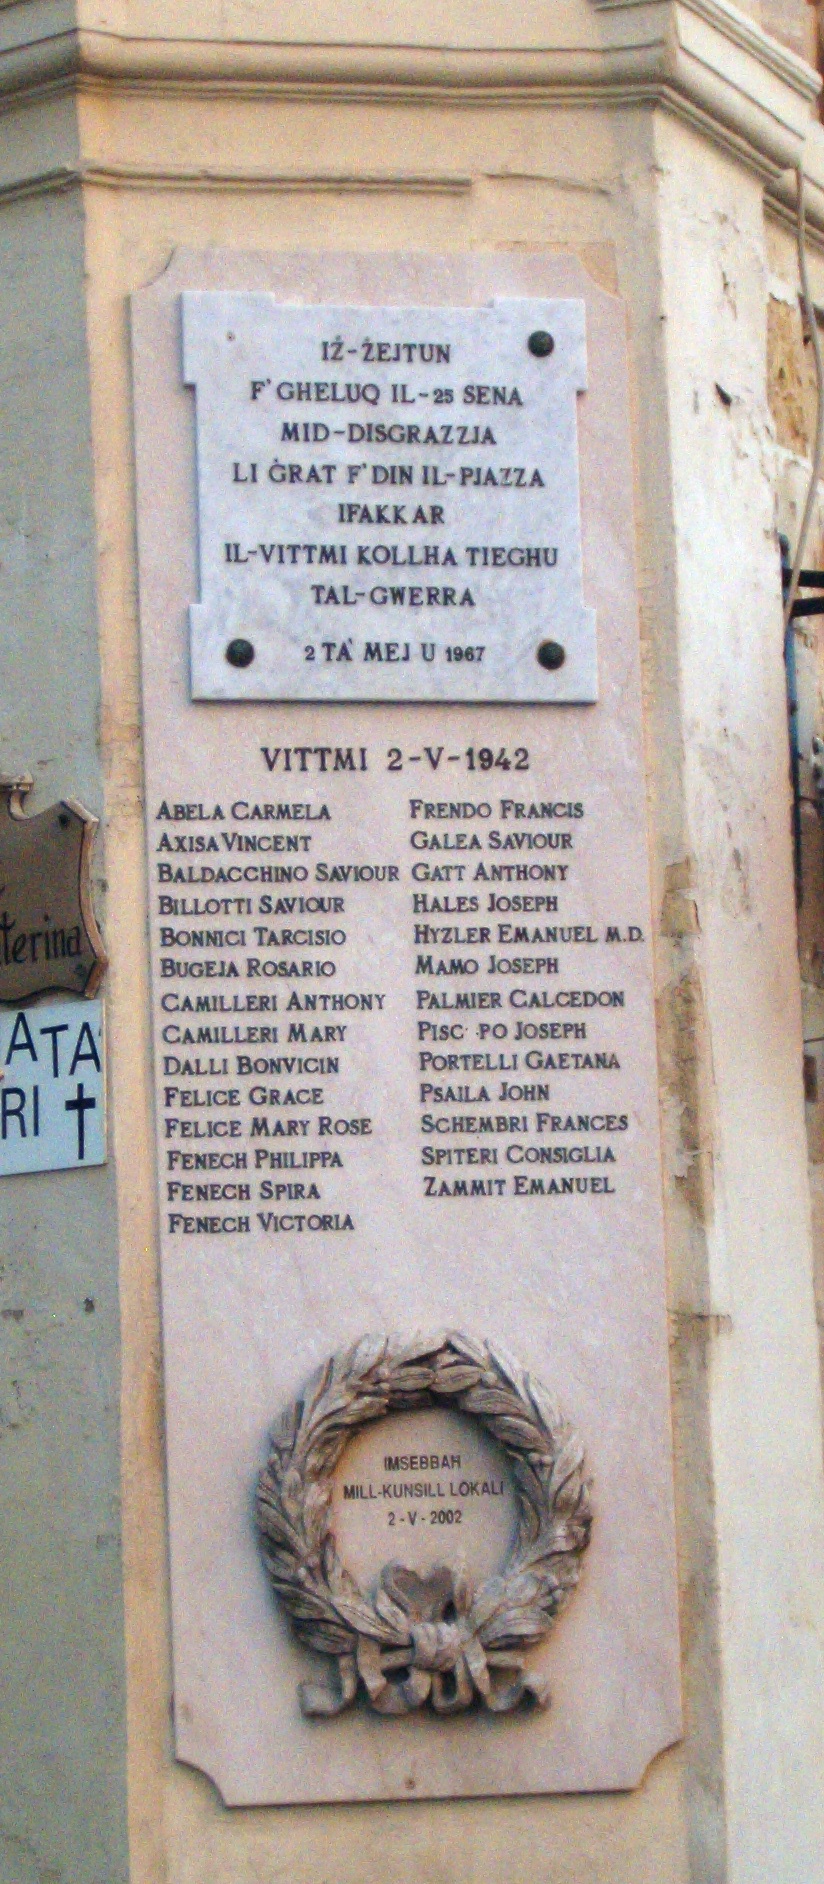 IŻ-ŻEJTUN
F'GHELUQ IL-25 SENA
MID-DISGRAZZJA
LI ĠRAT F'DIN IL-PJAZZA
IFAKKAR
IL-VITTMI KOLLHA TIEGHU
TAL-GWERRA
2 TA' MEJJU 1967
VITTMI 2-V-1942
ABELA CARMELA
AXISA VINCENT
BALDACCHINO SAVIOUR
BILLOTTI SAVIOUR
BONNICI TARCISIO
BUGEJA ROSARIO
CAMILLERI ANTHONY
CAMILLERI MARY
DALLI BONVICIN
FELICE GRACE
FELICE MARY ROSE
FENECH PHILIPPA
FENECH SPIRA
FENECH VICTORIA
FRENDO FRANCIS
GALEA SAVIOUR
GATT ANTHONY
HALES JOSEPH
HYZLER EMANUEL M.D.
MAMO JOSEPH
PALMIER CALCEDON
PISC PO JOSEPH
PORTELLI GAETANA
PSAILA JOHN
SCHEMBRI FRANCES
SPITERI CONSIGLIA
ZAMMIT EMANUEL
IMSEBBAH
MILL-KUNSILL LOKALI
2-V-2002
terina
ATA'
RI